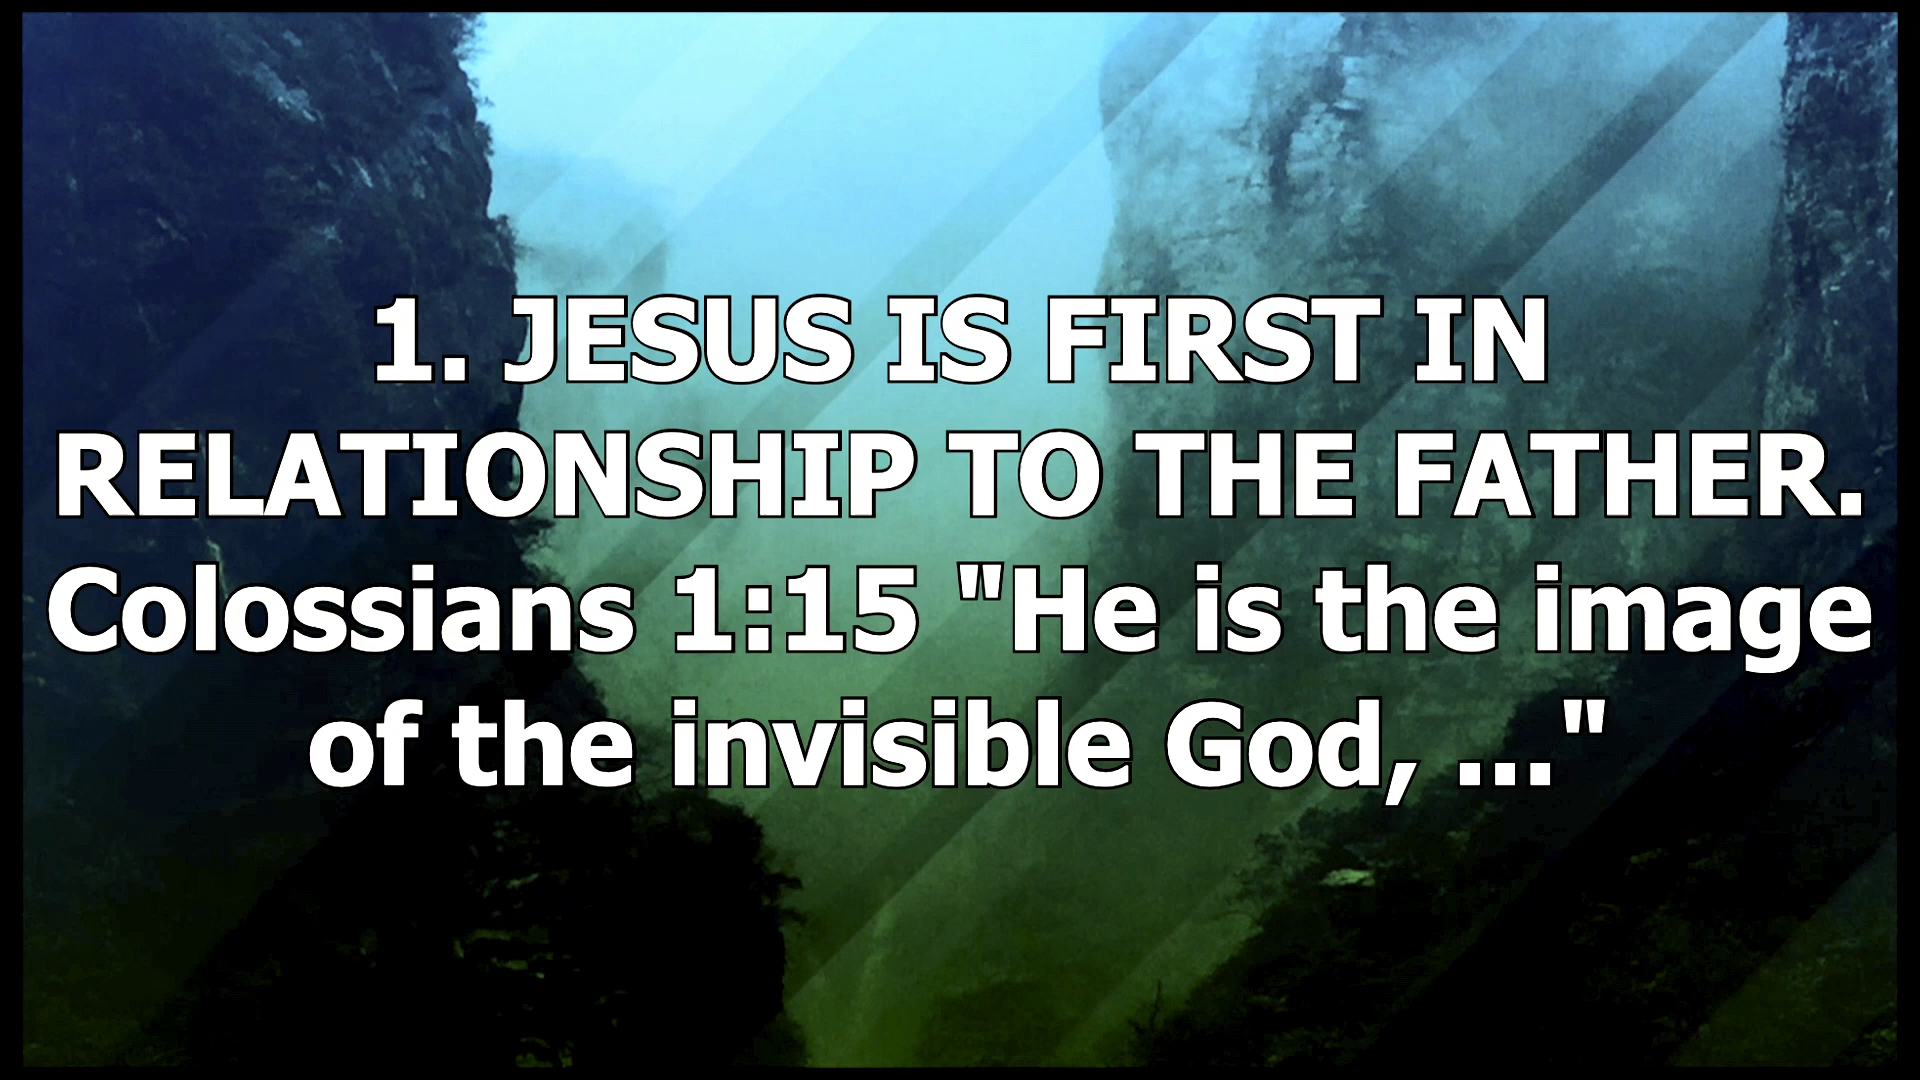 1. JESUS IS FIRST IN
RELATIONSHIP TO THE FATHER.
Colossians 1:15 "He is the image
of the invisible God, ..."